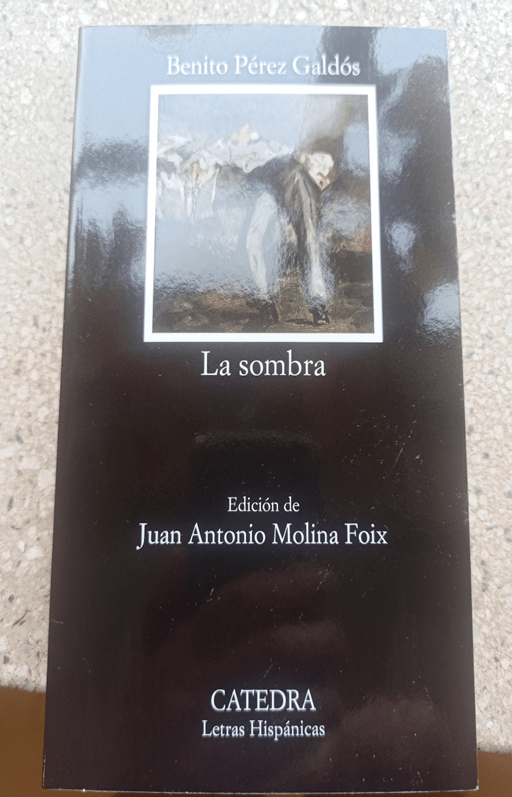 Benito Pérez Galdós
La sombra
Edición de
Juan Antonio Molina Foix
CATEDRA
Letras Hispánicas